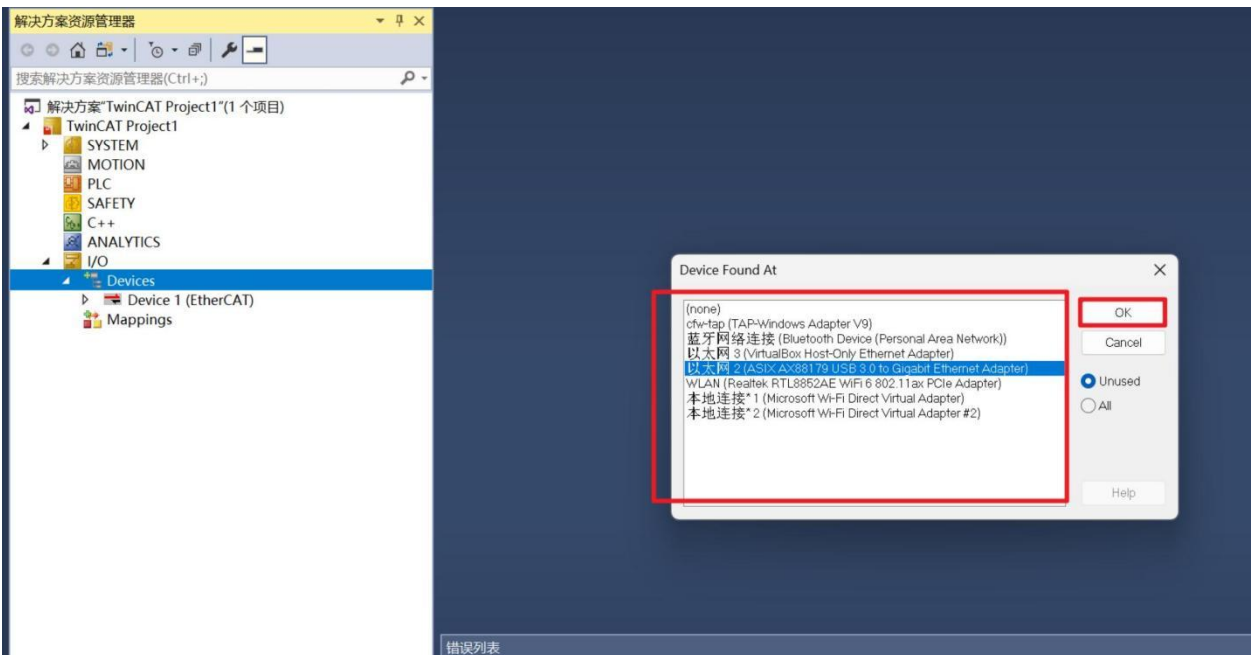 解决方案资源管理器
搜索解决方案资源管理器(Ctrl+;)
解决方案"TwinCAT Project1"(1 个项目)
TwinCAT Project1
SYSTEM
MOTION
PLC
SAFETY
C++
ANALYTICS
I/O
Devices
Device 1 (EtherCAT)
Mappings
Device Found At
(none)
cfw-tap (TAP-Windows Adapter V9)
蓝牙网络连接 (Bluetooth Device (Personal Area Network))
以太网 3 (VirtualBox Host-Only Ethernet Adapter)
以太网 2 (ASIX AX88179 USB 3.0 to Gigabit Ethernet Adapter)
WLAN (Realtek RTL8852AE WiFi 6 802.11ax PCIe Adapter)
本地连接* 1 (Microsoft Wi-Fi Direct Virtual Adapter)
本地连接* 2 (Microsoft Wi-Fi Direct Virtual Adapter #2)
OK
Cancel
Unused
All
Help
错误列表